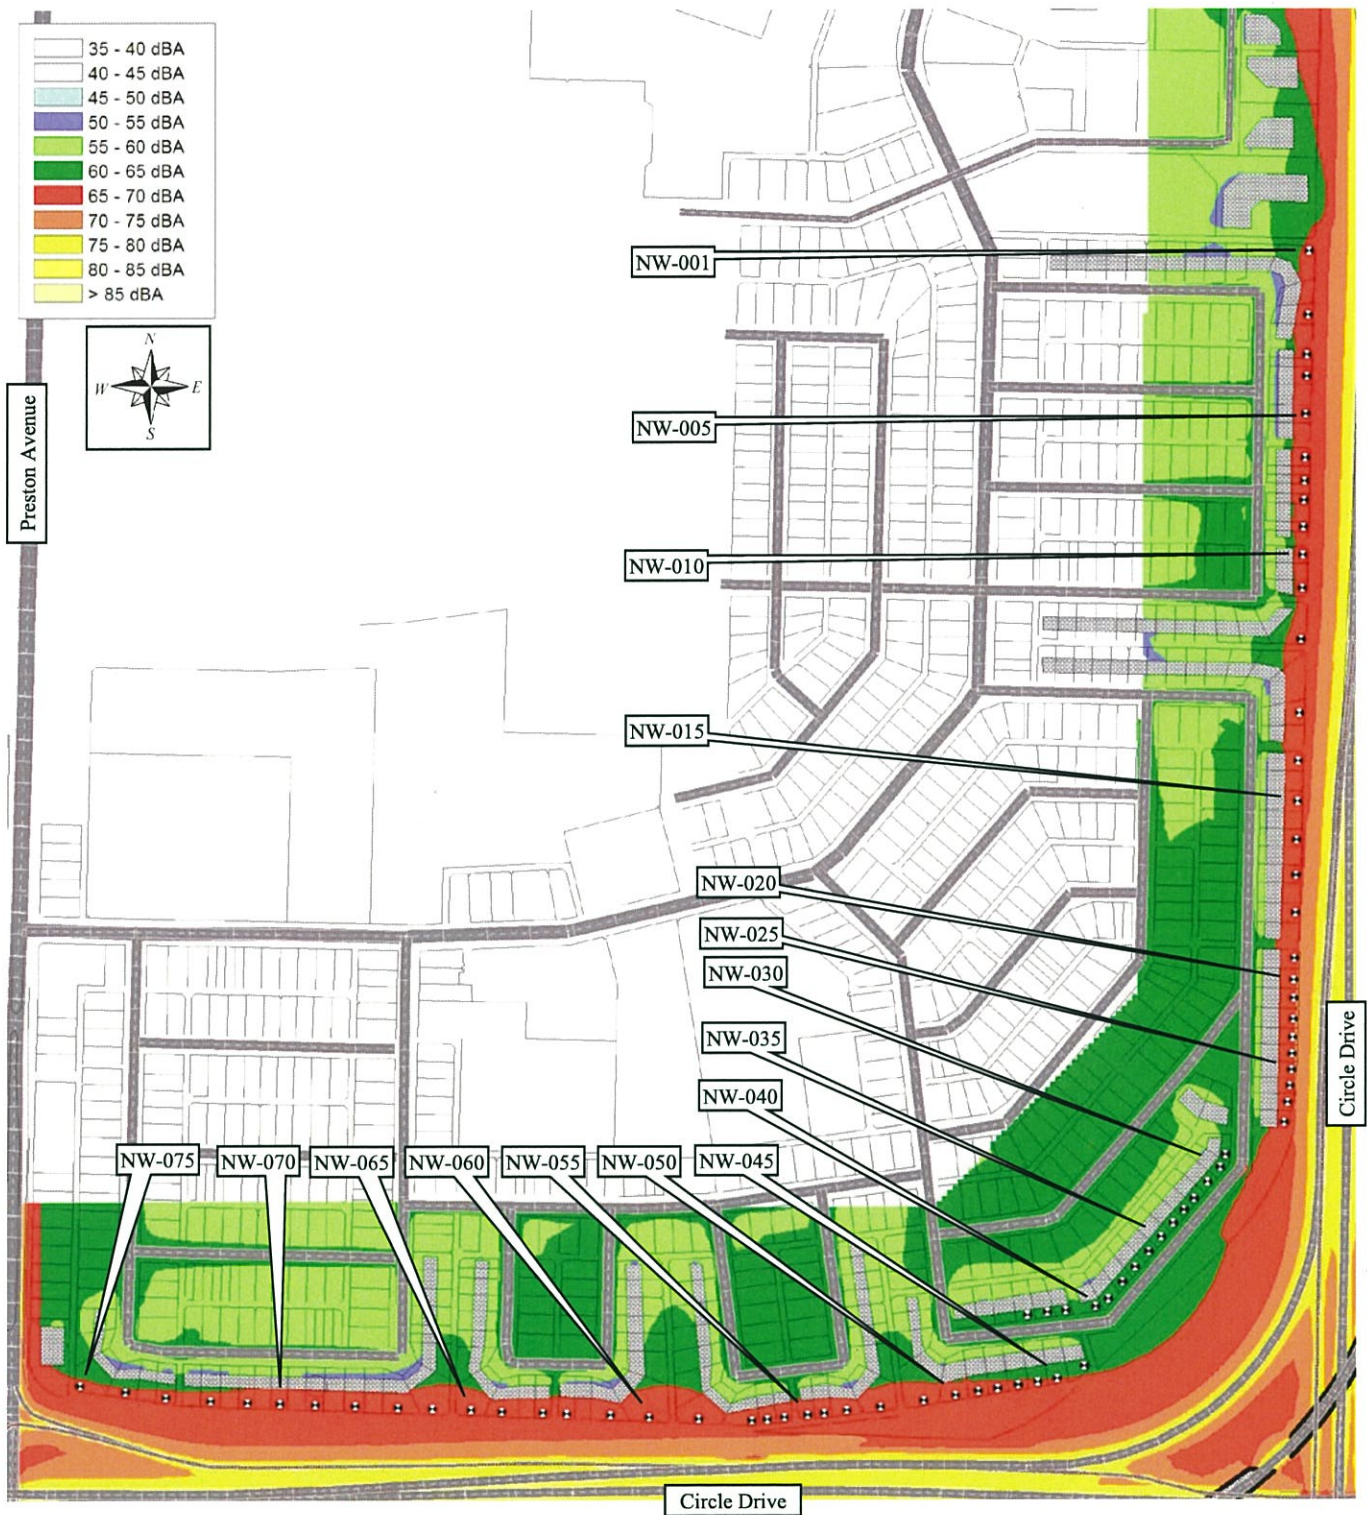 35 - 40 dBA
40 - 45 dBA
45 - 50 dBA
50 - 55 dBA
55 - 60 dBA
60 - 65 dBA
65 - 70 dBA
70 - 75 dBA
75 - 80 dBA
80 - 85 dBA
> 85 dBA
N
W E
S
Preston Avenue
NW-001
NW-005
NW-010
NW-015
NW-020
NW-025
NW-030
NW-035
NW-040
NW-075 NW-070 NW-065 NW-060 NW-055 NW-050 NW-045
Circle Drive
Circle Drive